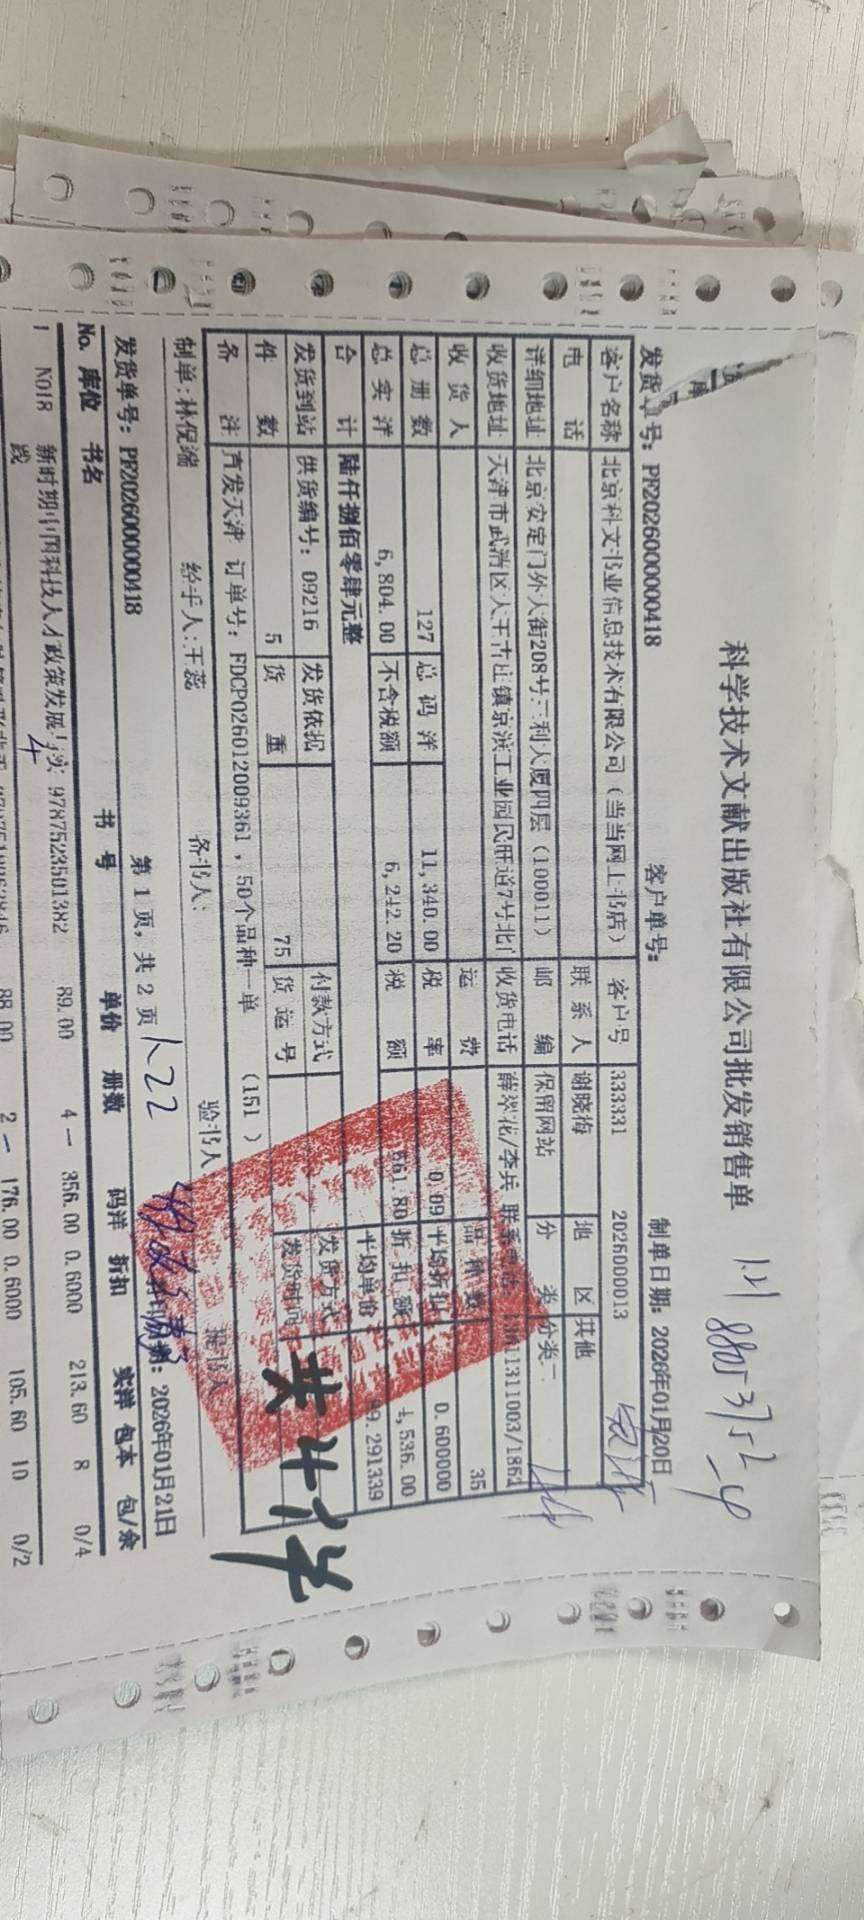 科学技术文献出版社有限公司批发销售单
发货单号: PF2026000000418 客户单号: 制单日期: 2026年01月20日
客户名称 北京科文书业信息技术有限公司（当当网上书店） 客户号 333331 2026000013
电话 联系人 谢晓梅 地区 其他
详细地址 北京安定门外大街208号三利大厦四层（100011） 邮编 保留网站 分类 分类二
收货地址 天津市武清区大王古庄镇京滨工业园民旺道7号北门 收货电话 薛翠花/李兵
收货人 运费 品种数 35
总册数 127 总码洋 11,340.00 税率 0.09 平均折扣 0.600000
总实洋 6,804.00 不含税额 6,242.20 税额 561.80 折扣额 4,536.00
合计 陆仟捌佰零肆元整 平均单价 89.291339
发货到站 供货编号: 09216 发货依据 付款方式 发货方式
件数 5 货重 75 货运号 发货时间
备注 直发天津 订单号: FDCP026012009361，50个品种一单 (151 )
制单:林倪端 经手人:王蕊 备书人: 验书人 提书人
发货单号: PF2026000000418 第 1 页, 共 2 页 1.22 2026年01月21日
No. 库位 书名 书号 单价 册数 码洋 折扣 实洋 包本 包/余
1 N018 新时期中国科技人才政策发展与实 9787523501382 89.00 4 356.00 0.6000 213.60 8 0/4
践 4
88.00 2 176.00 0.6000 105.60 10 0/2